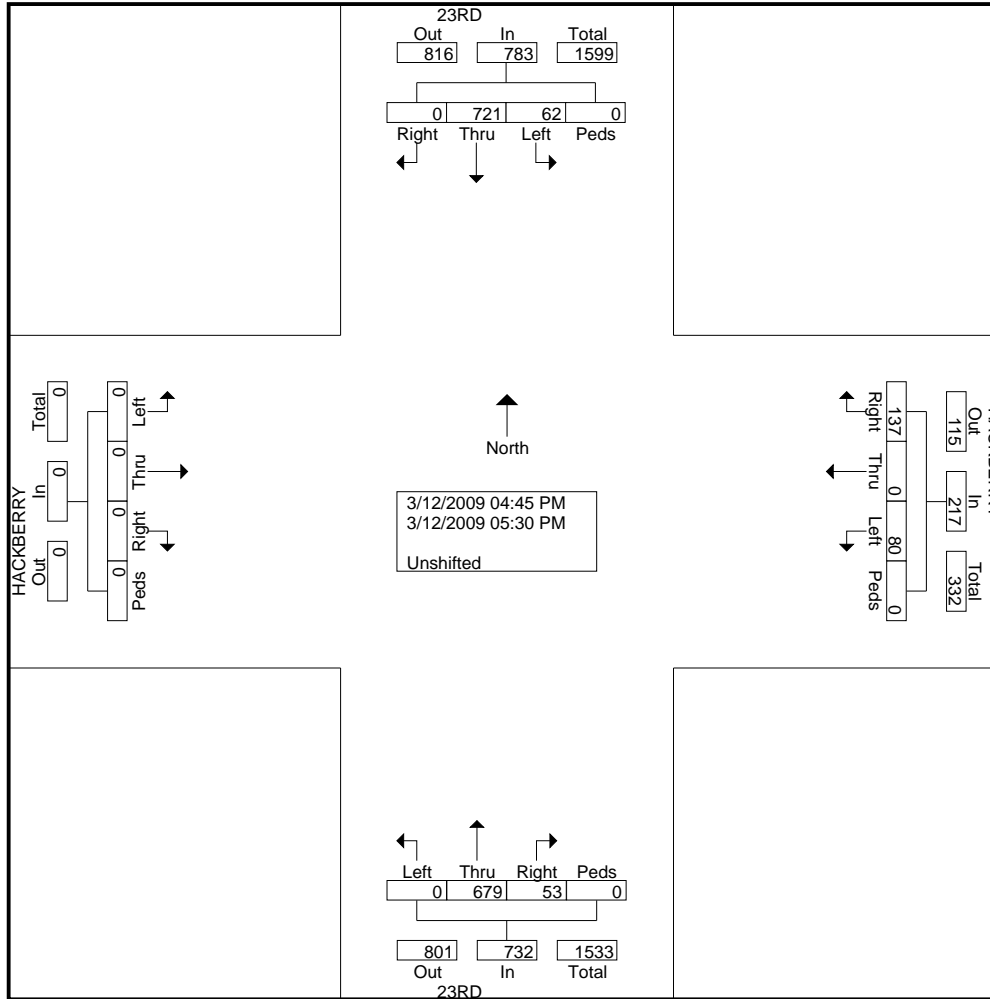 23RD
Out In Total
816 783 1599
0 721 62 0
Right Thru Left Peds
HACKBERRY
Total In Out
0 0 0
0 0 0 0
Left Thru Right Peds
North
3/12/2009 04:45 PM
3/12/2009 05:30 PM
Unshifted
Right Thru Left Peds
137 0 80 0
115 217 332
Out In Total
Left Thru Right Peds
0 679 53 0
801 732 1533
Out In Total
23RD